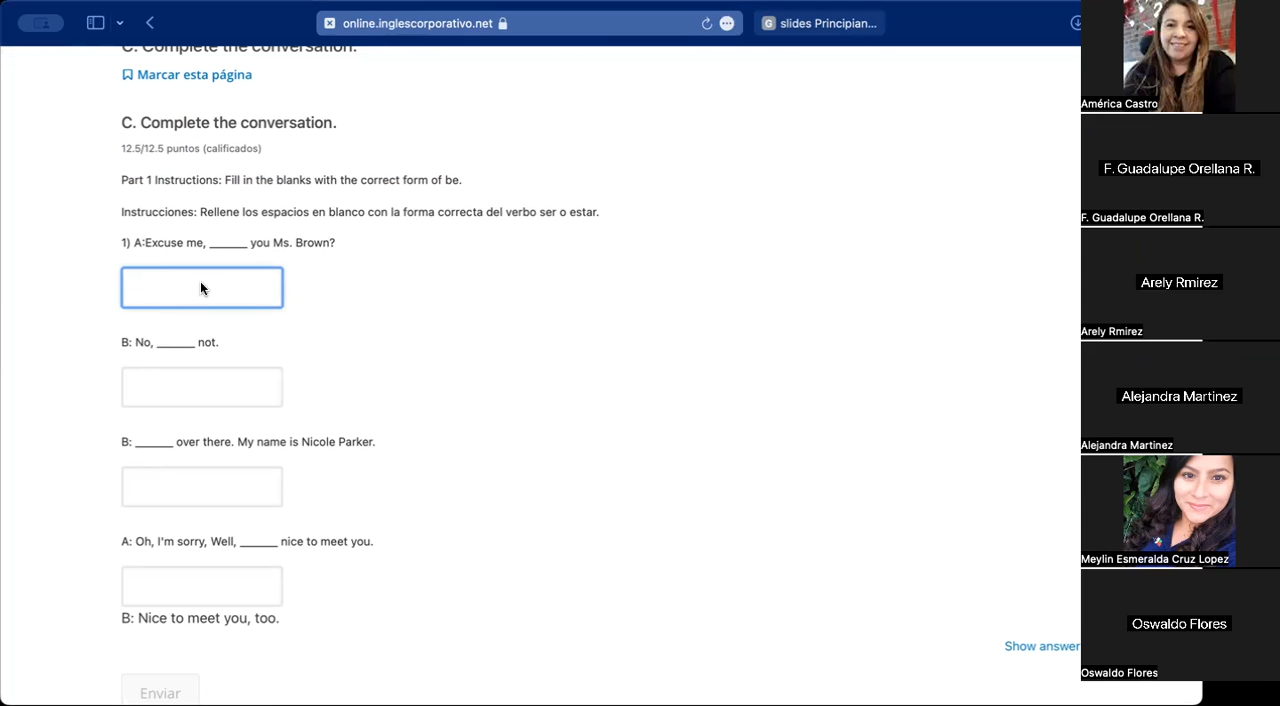 online.inglescorporativo.net
slides Principian...
C. Complete the conversation.
Marcar esta página
C. Complete the conversation.
12.5/12.5 puntos (calificados)
Part 1 Instructions: Fill in the blanks with the correct form of be.
Instrucciones: Rellene los espacios en blanco con la forma correcta del verbo ser o estar.
1) A:Excuse me, ______ you Ms. Brown?
B: No, ______ not.
B: ______ over there. My name is Nicole Parker.
A: Oh, I'm sorry, Well, ______ nice to meet you.
B: Nice to meet you, too.
Show answer
Enviar
América Castro
F. Guadalupe Orellana R.
F. Guadalupe Orellana R.
Arely Rmirez
Arely Rmirez
Alejandra Martinez
Alejandra Martinez
Meylin Esmeralda Cruz Lopez
Oswaldo Flores
Oswaldo Flores